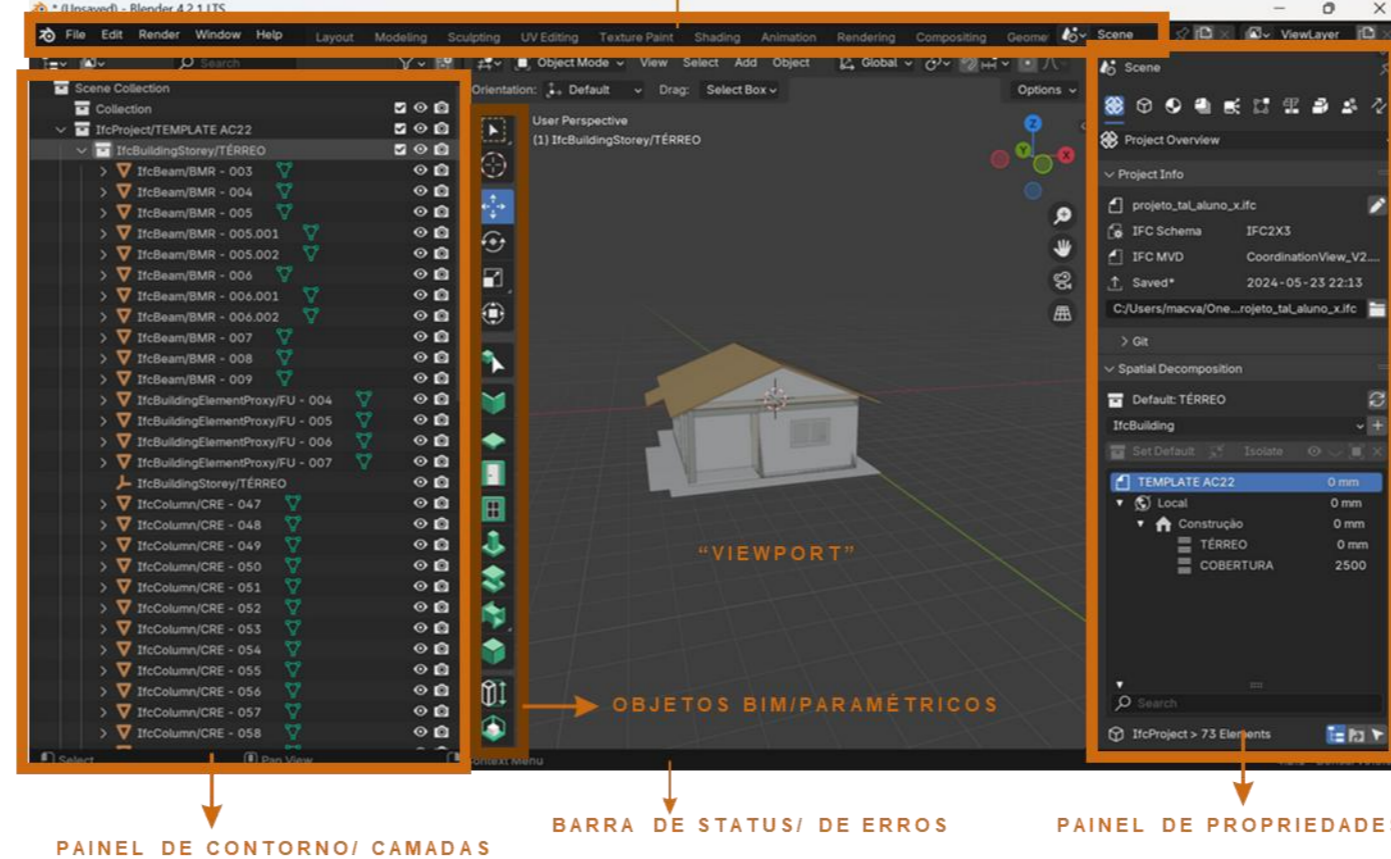 * (Unsaved) - Blender 4.2.1 LTS
File Edit Render Window Help Layout Modeling Sculpting UV Editing Texture Paint Shading Animation Rendering Compositing Geome Scene ViewLayer
Search Object Mode View Select Add Object Global
Orientation: Default Drag: Select Box Options
Scene
Scene Collection
Collection
IfcProject/TEMPLATE AC22
IfcBuildingStorey/TÉRREO
IfcBeam/BMR - 003
IfcBeam/BMR - 004
IfcBeam/BMR - 005
IfcBeam/BMR - 005.001
IfcBeam/BMR - 005.002
IfcBeam/BMR - 006
IfcBeam/BMR - 006.001
IfcBeam/BMR - 006.002
IfcBeam/BMR - 007
IfcBeam/BMR - 008
IfcBeam/BMR - 009
IfcBuildingElementProxy/FU - 004
IfcBuildingElementProxy/FU - 005
IfcBuildingElementProxy/FU - 006
IfcBuildingElementProxy/FU - 007
IfcBuildingStorey/TÉRREO
IfcColumn/CRE - 047
IfcColumn/CRE - 048
IfcColumn/CRE - 049
IfcColumn/CRE - 050
IfcColumn/CRE - 051
IfcColumn/CRE - 052
IfcColumn/CRE - 053
IfcColumn/CRE - 054
IfcColumn/CRE - 055
IfcColumn/CRE - 056
IfcColumn/CRE - 057
IfcColumn/CRE - 058
User Perspective
(1) IfcBuildingStorey/TÉRREO
Z
Y
X
"VIEWPORT"
OBJETOS BIM/PARAMÉTRICOS
Project Overview
Project Info
projeto_tal_aluno_x.ifc
IFC Schema IFC2X3
IFC MVD CoordinationView_V2....
Saved* 2024-05-23 22:13
C:/Users/macva/One...rojeto_tal_aluno_x.ifc
Git
Spatial Decomposition
Default: TÉRREO
IfcBuilding
Set Default Isolate
TEMPLATE AC22 0 mm
Local 0 mm
Construção 0 mm
TÉRREO 0 mm
COBERTURA 2500
Search
IfcProject > 73 Elements
Select Pan View Context Menu
PAINEL DE CONTORNO/ CAMADAS
BARRA DE STATUS/ DE ERROS
PAINEL DE PROPRIEDADES